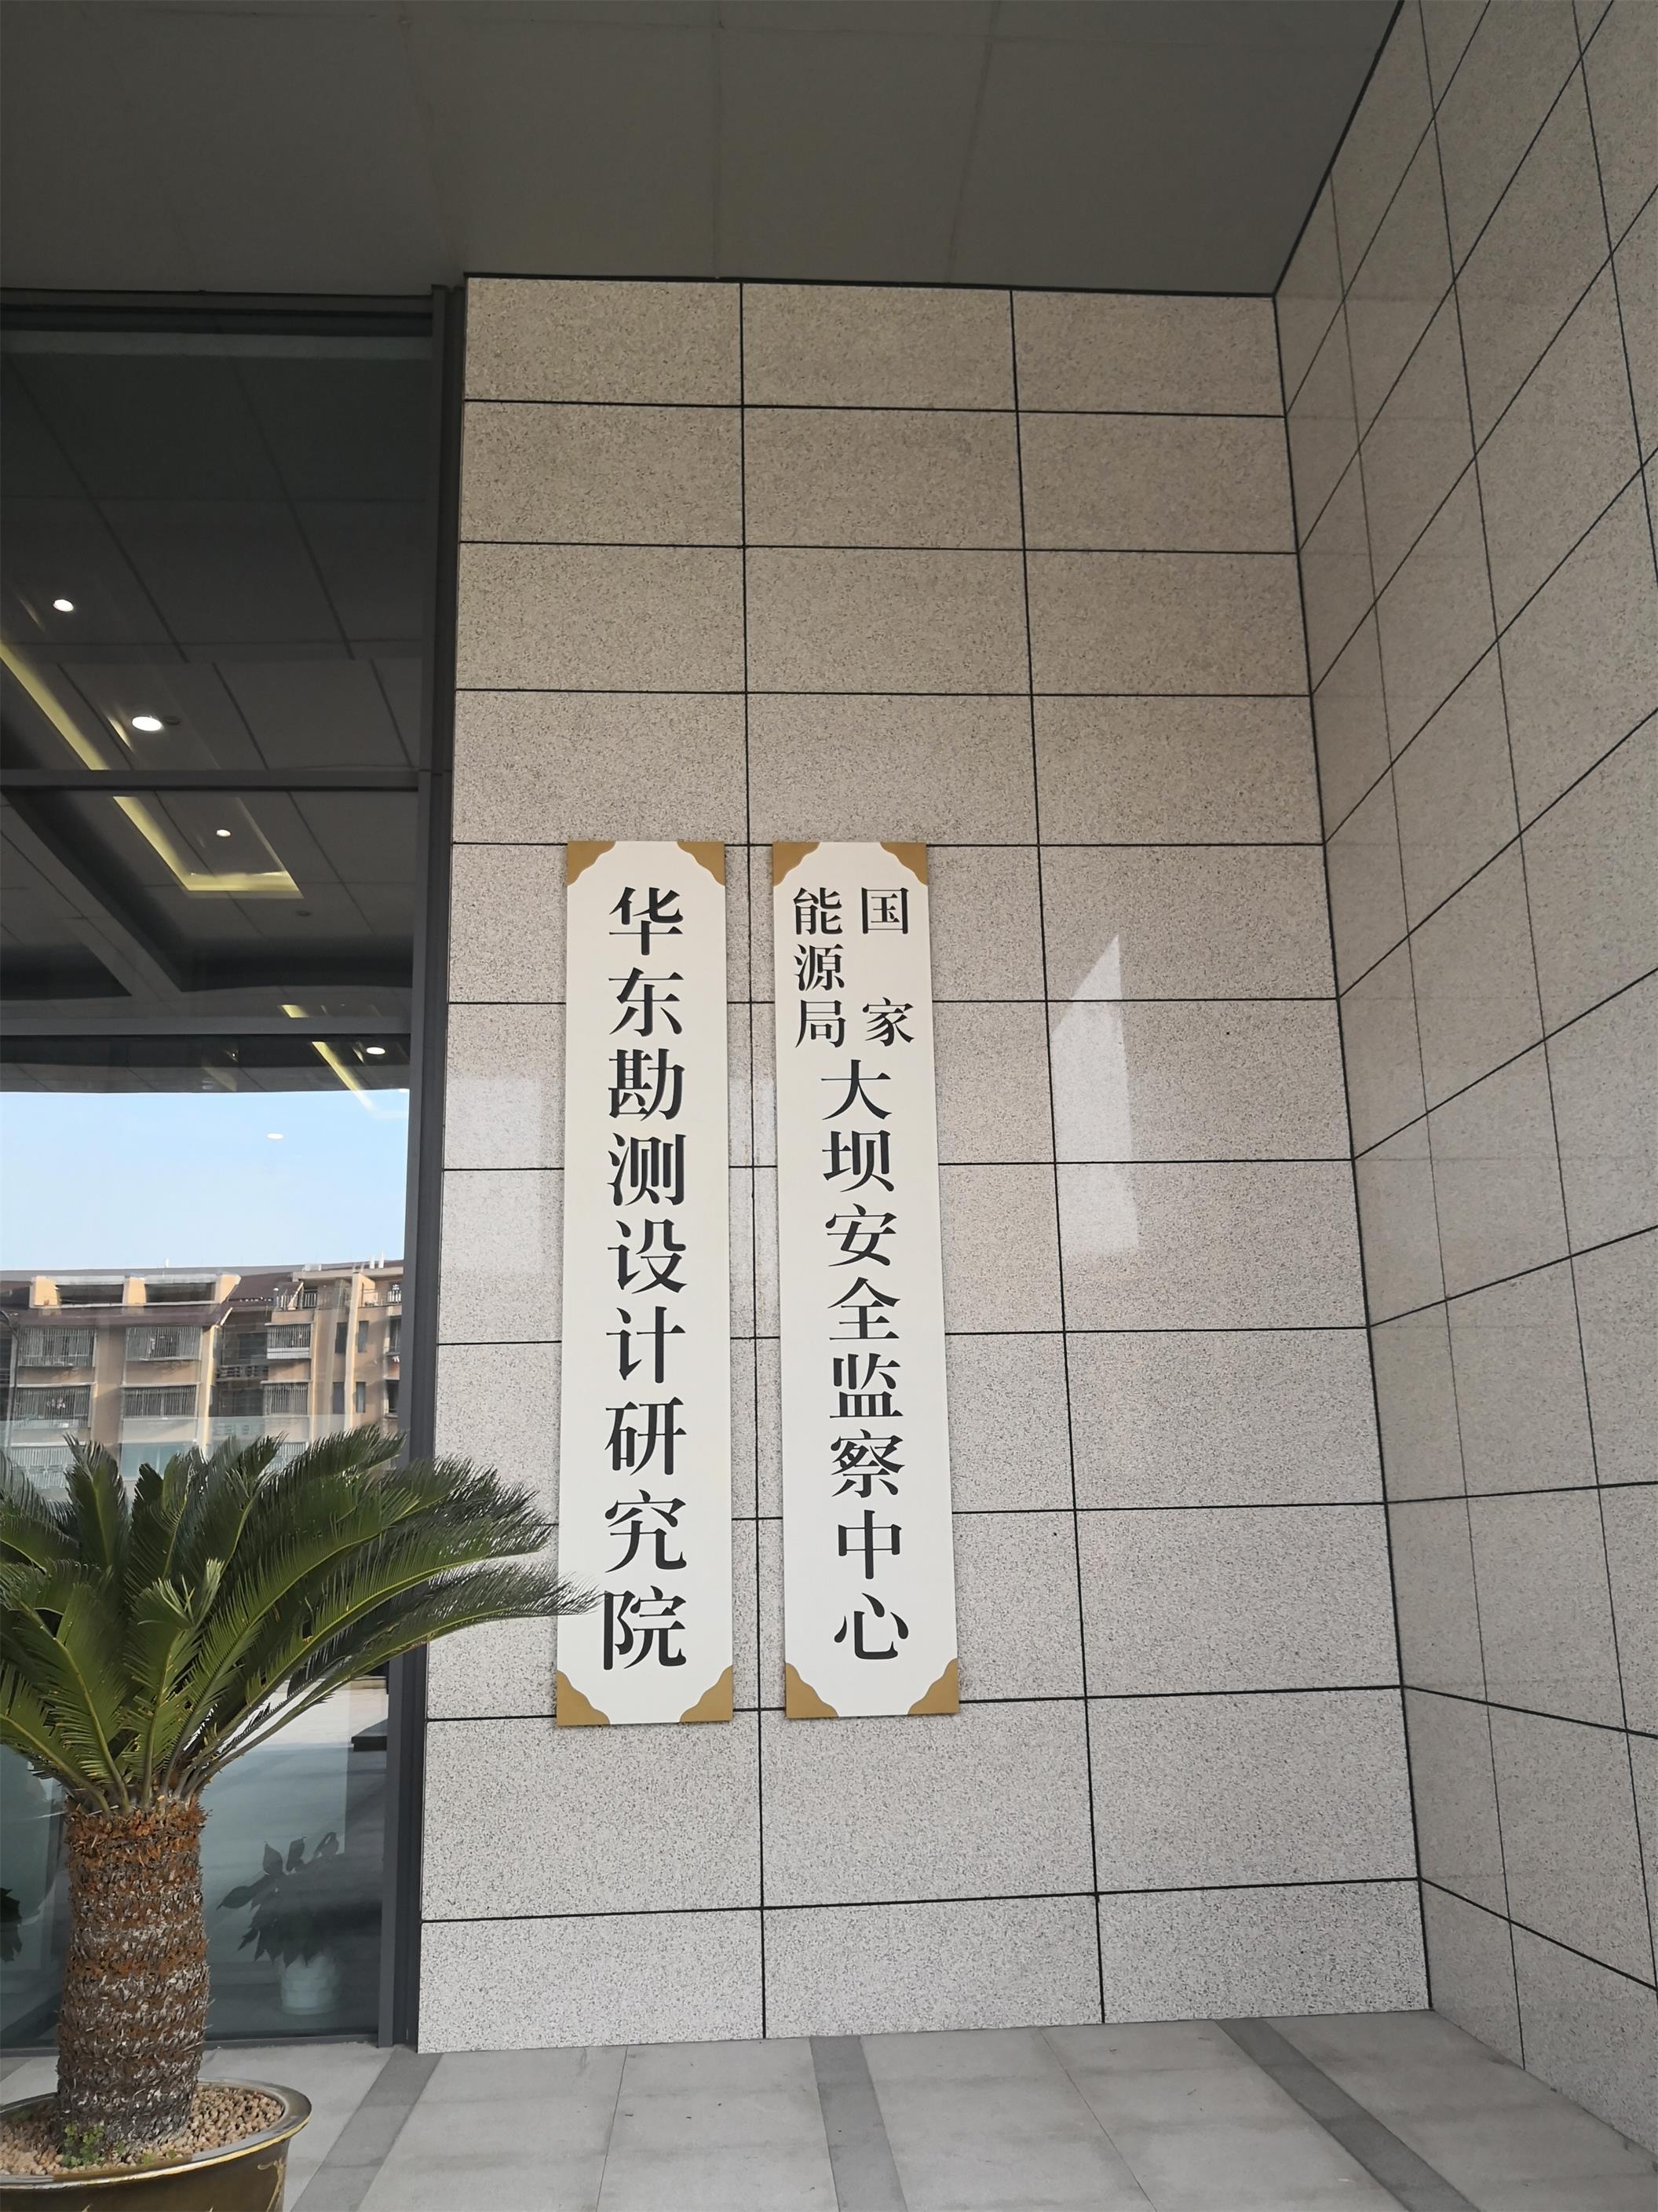 华东勘测设计研究院
国家
能源局
大坝安全监察中心